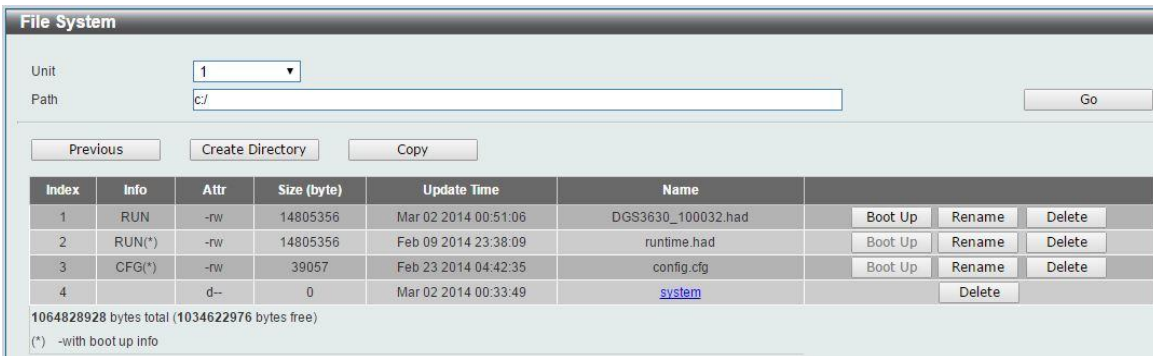 File System
Unit 1
Path c:/ Go
Previous Create Directory Copy
Index Info Attr Size (byte) Update Time Name
1 RUN -rw 14805356 Mar 02 2014 00:51:06 DGS3630_100032.had Boot Up Rename Delete
2 RUN(*) -rw 14805356 Feb 09 2014 23:38:09 runtime.had Boot Up Rename Delete
3 CFG(*) -rw 39057 Feb 23 2014 04:42:35 config.cfg Boot Up Rename Delete
4 d-- 0 Mar 02 2014 00:33:49 system Delete
1064828928 bytes total (1034622976 bytes free)
(*) -with boot up info